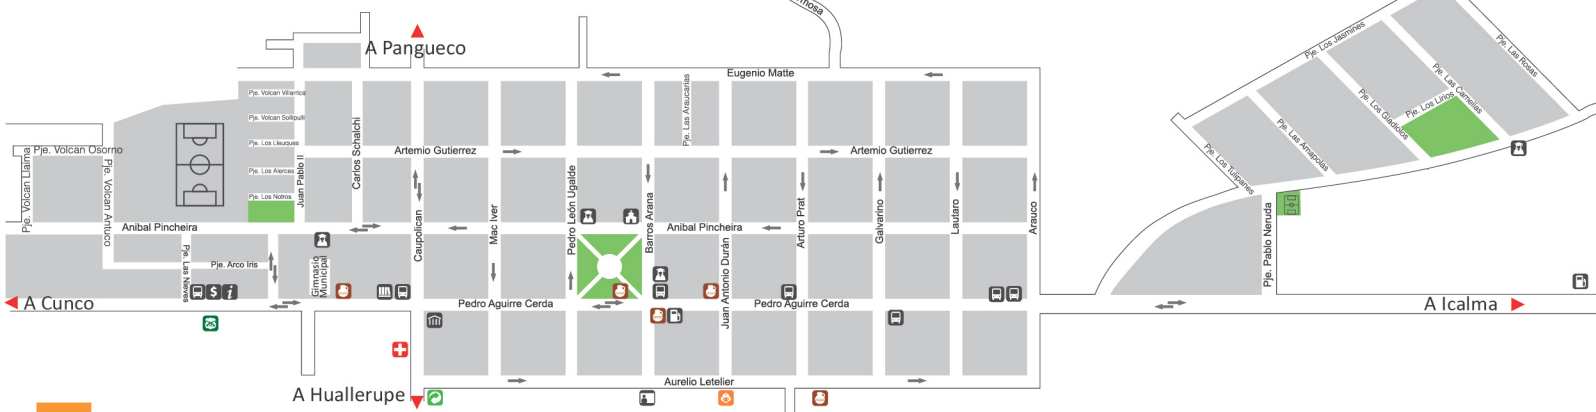 A Pangueco
Eugenio Matte
Pje. Los Jasmines
Pje. Las Rosas
Pje. Volcan Villarrica
Pje. Volcan Sollipulli
Pje. Los Lleuques
Pje. Los Alerces
Pje. Los Notros
Juan Pablo II
Carlos Schalchi
Pje. Las Araucarias
Pje. Los Lirios
Pje. Las Camelias
Pje. Los Gladiolos
Pje. Las Amapolas
Pje. Los Tulipanes
Pje. Volcan Osorno
Pje. Volcan Llaima
Pje. Volcan Antuco
Artemio Gutierrez
Artemio Gutierrez
Anibal Pincheira
Caupolican
Mac Iver
Pedro León Ugalde
Barros Arana
Anibal Pincheira
Juan Antonio Durán
Arturo Prat
Galvarino
Lautaro
Arauco
Pje. Pablo Neruda
Pje. Las Nieves
Pje. Arco Iris
Gimnasio
Municipal
A Cunco
Pedro Aguirre Cerda
Pedro Aguirre Cerda
A Icalma
Aurelio Letelier
A Huallerupe